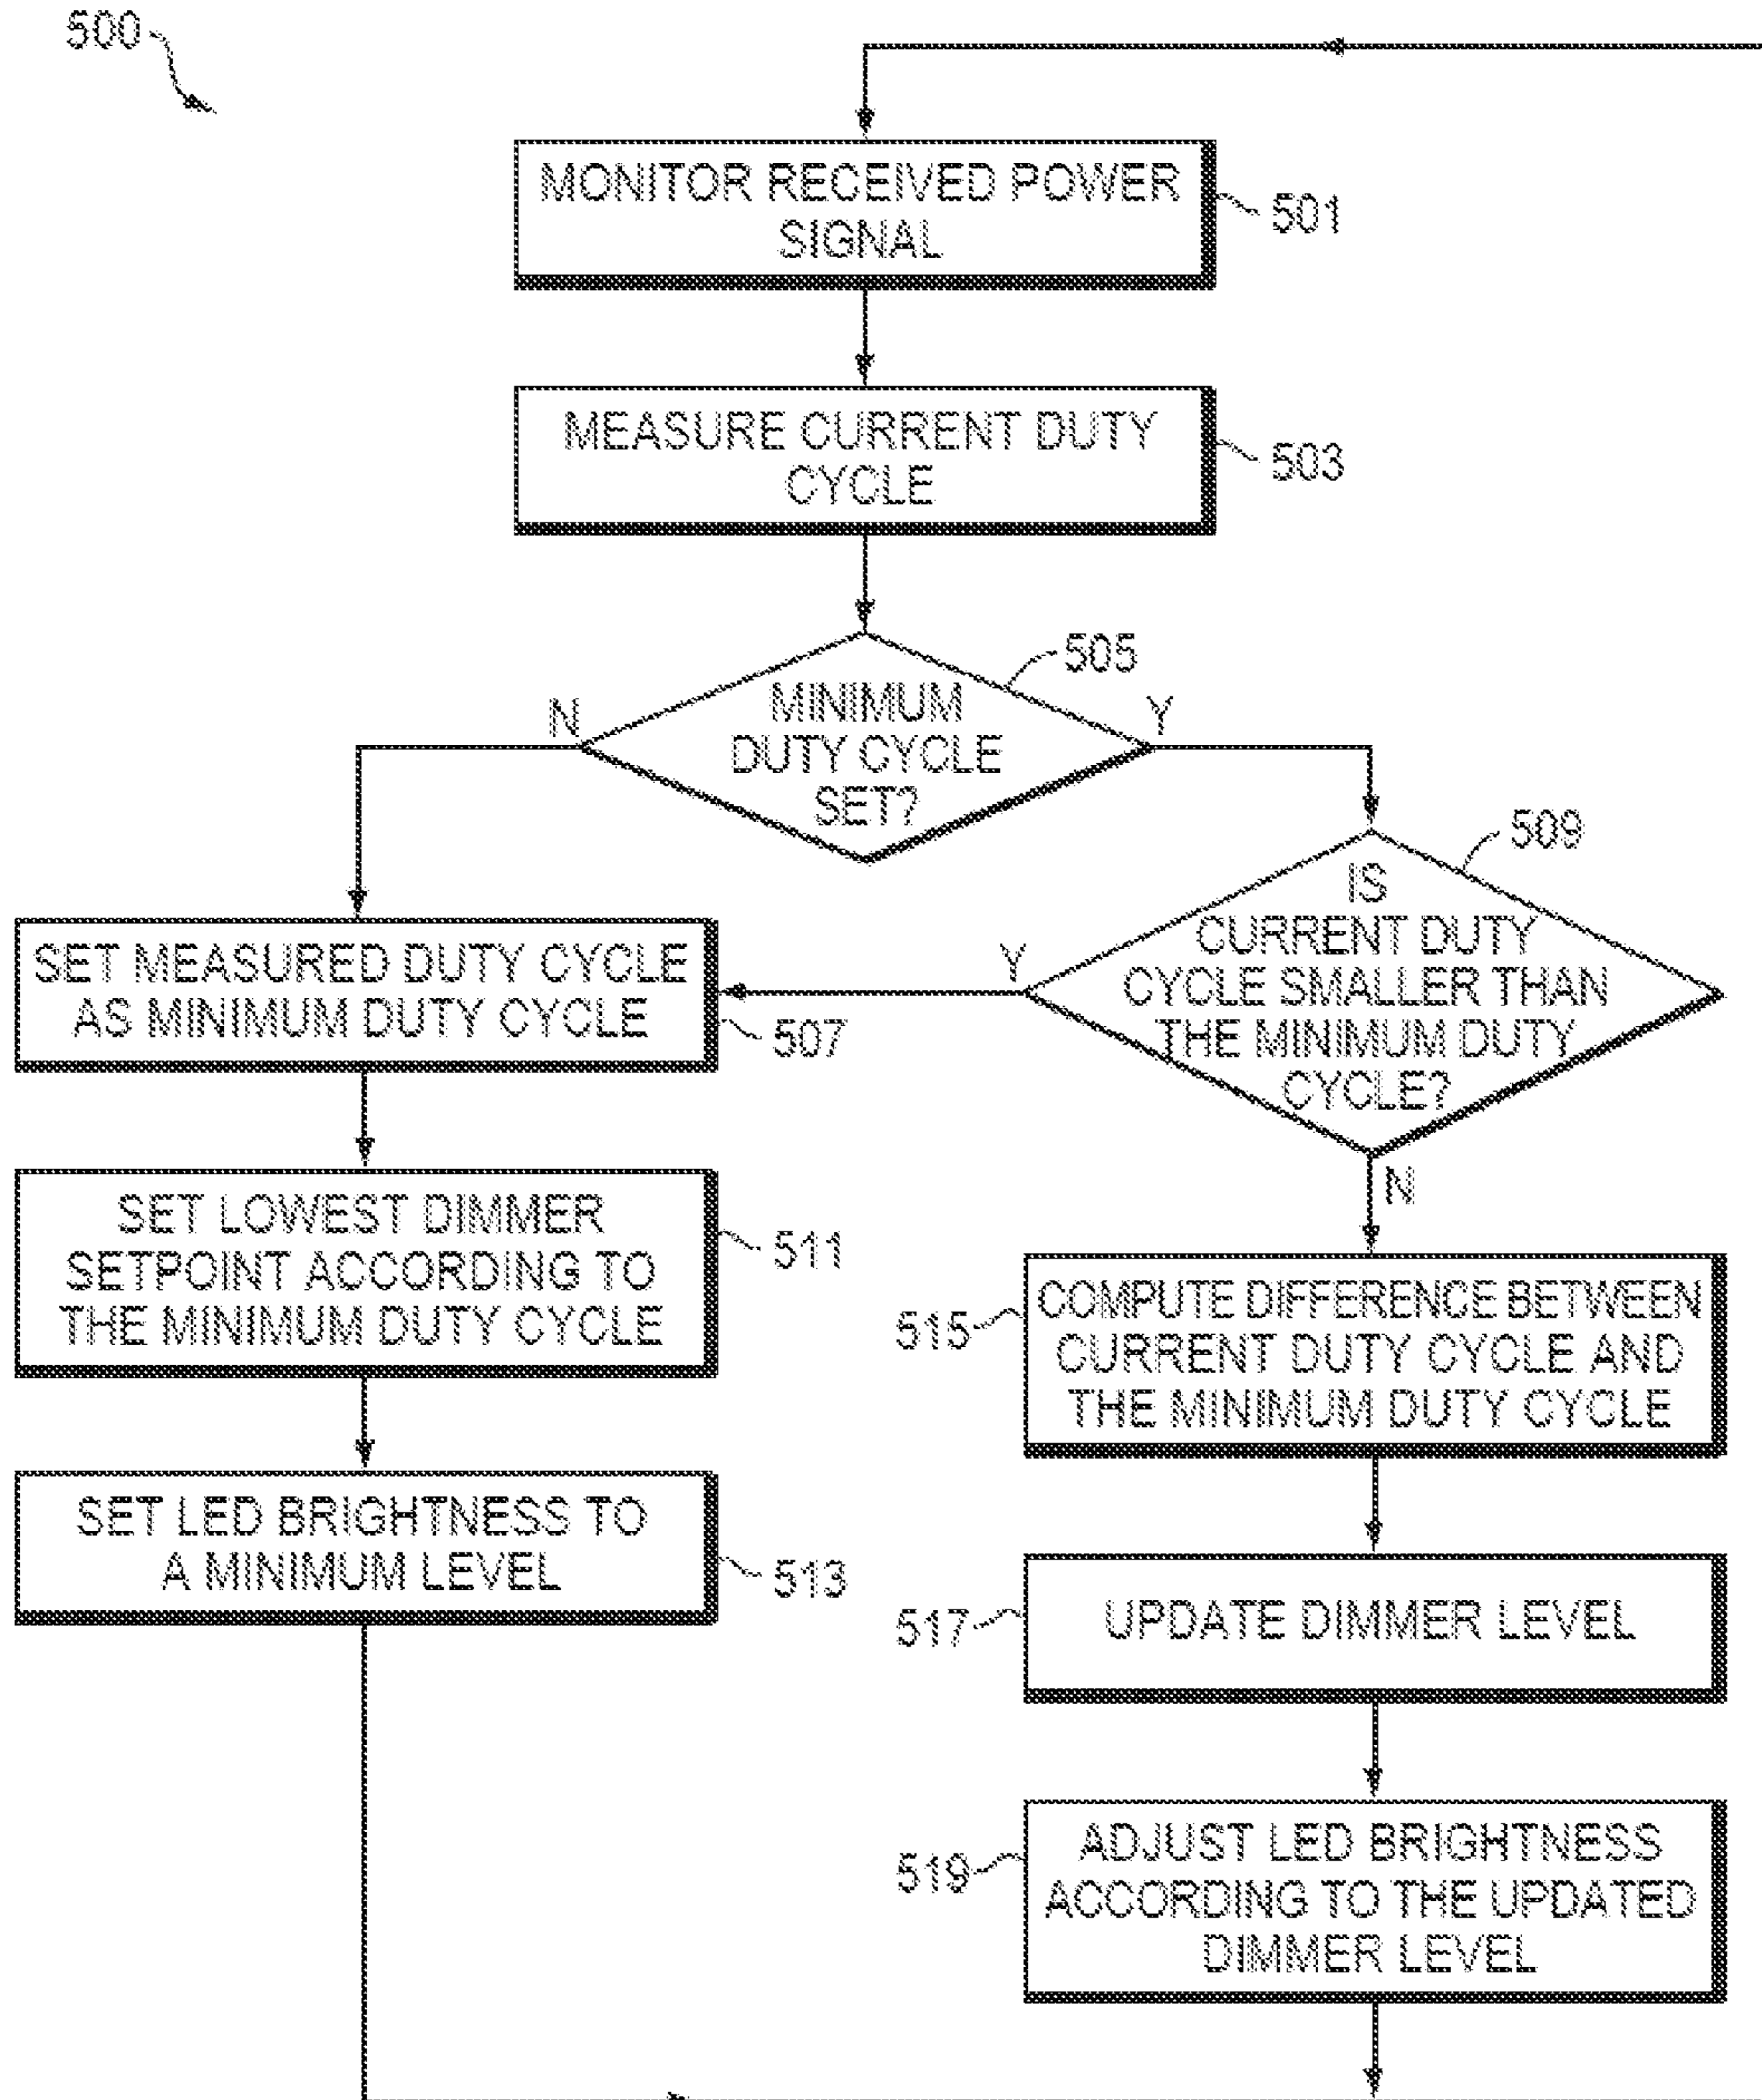 500
MONITOR RECEIVED POWER
SIGNAL
501
MEASURE CURRENT DUTY
CYCLE
503
505
MINIMUM
DUTY CYCLE
SET?
N
Y
509
IS
CURRENT DUTY
CYCLE SMALLER THAN
THE MINIMUM DUTY
CYCLE?
Y
N
SET MEASURED DUTY CYCLE
AS MINIMUM DUTY CYCLE
507
SET LOWEST DIMMER
SETPOINT ACCORDING TO
THE MINIMUM DUTY CYCLE
511
515
COMPUTE DIFFERENCE BETWEEN
CURRENT DUTY CYCLE AND
THE MINIMUM DUTY CYCLE
SET LED BRIGHTNESS TO
A MINIMUM LEVEL
513
517
UPDATE DIMMER LEVEL
519
ADJUST LED BRIGHTNESS
ACCORDING TO THE UPDATED
DIMMER LEVEL